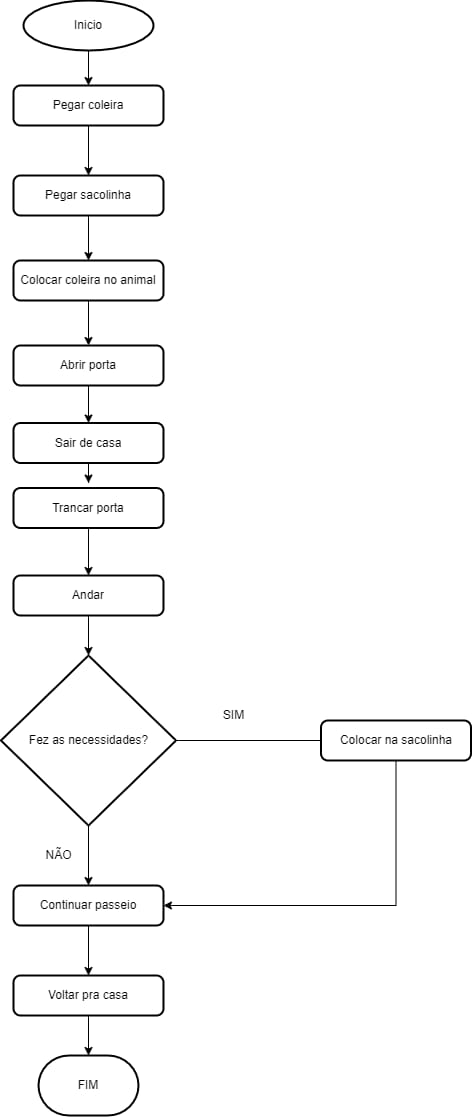 Inicio
Pegar coleira
Pegar sacolinha
Colocar coleira no animal
Abrir porta
Sair de casa
Trancar porta
Andar
Fez as necessidades?
SIM
Colocar na sacolinha
NÃO
Continuar passeio
Voltar pra casa
FIM